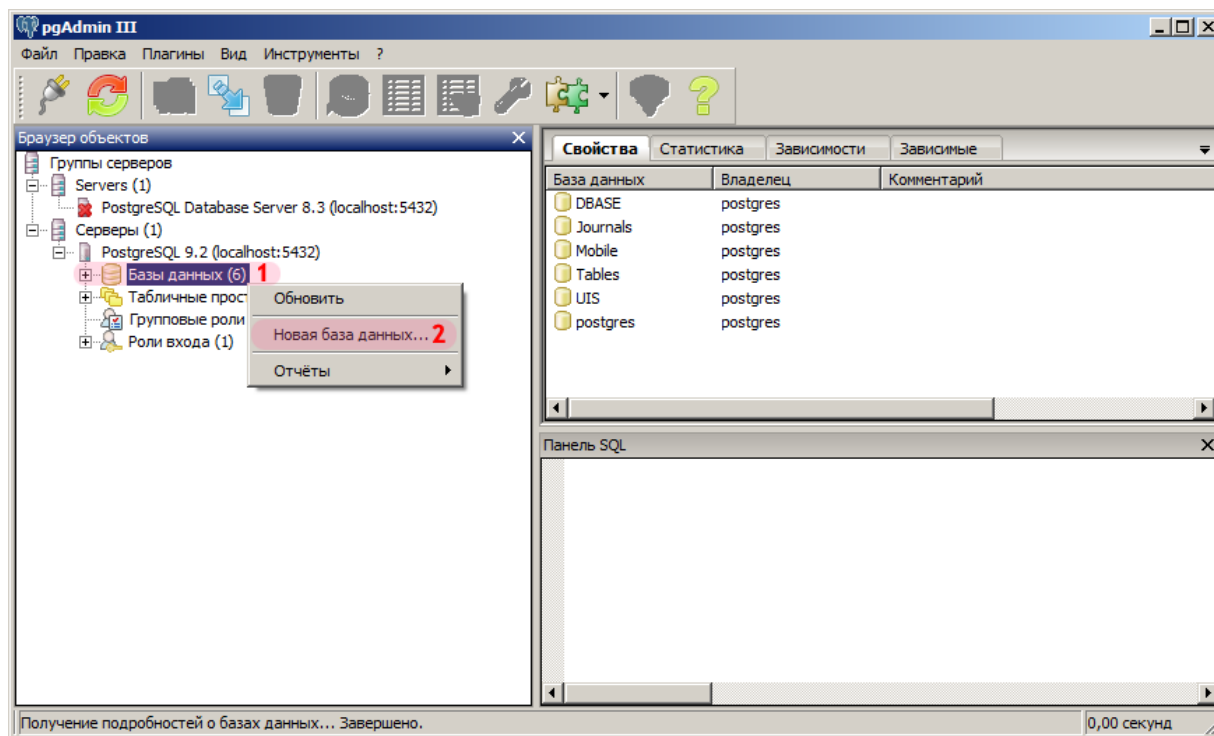 pgAdmin III
Файл Правка Плагины Вид Инструменты ?
Браузер объектов
Группы серверов
Servers (1)
PostgreSQL Database Server 8.3 (localhost:5432)
Серверы (1)
PostgreSQL 9.2 (localhost:5432)
Базы данных (6) 1
Табличные прост
Групповые роли
Роли входа (1)
Обновить
Новая база данных... 2
Отчёты
Свойства Статистика Зависимости Зависимые
База данных Владелец Комментарий
DBASE postgres
Journals postgres
Mobile postgres
Tables postgres
UIS postgres
postgres postgres
Панель SQL
Получение подробностей о базах данных... Завершено. 0,00 секунд